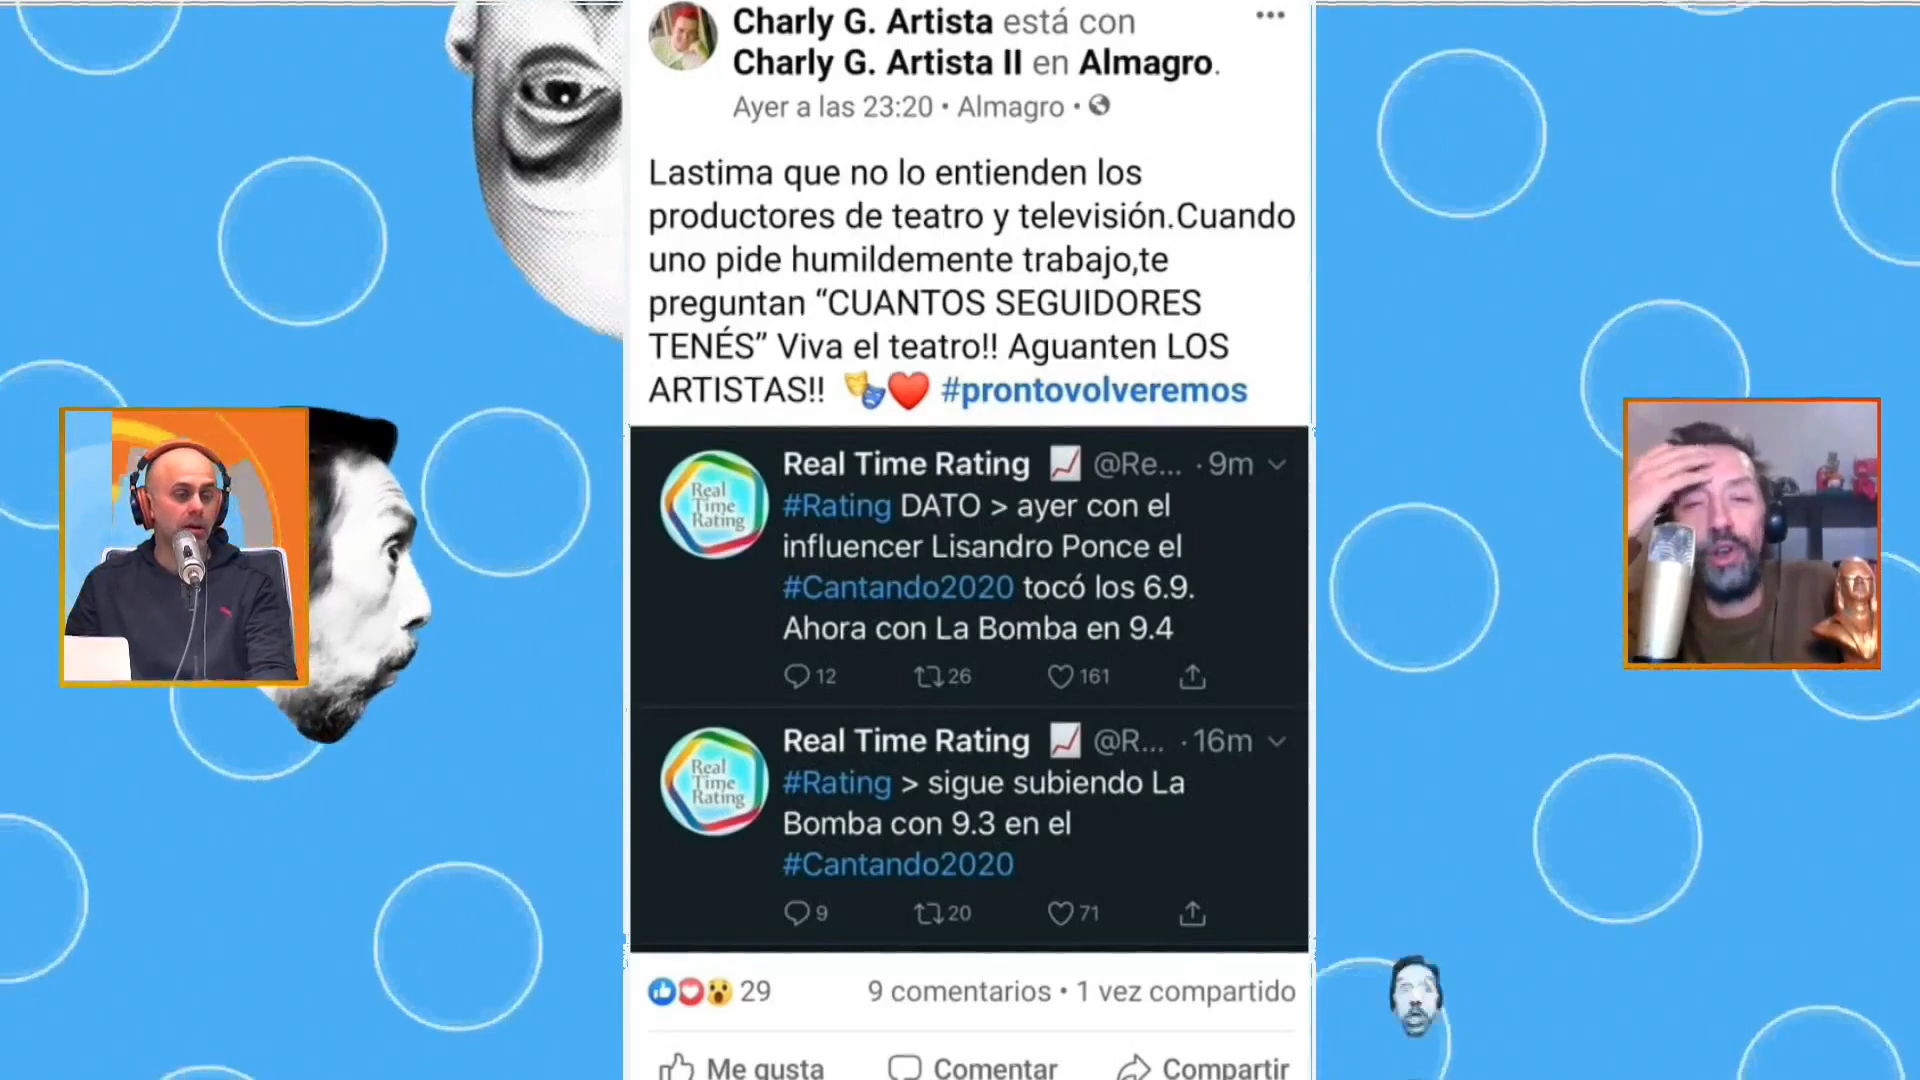 Charly G. Artista está con
Charly G. Artista II en Almagro.
Ayer a las 23:20 • Almagro •
Lastima que no lo entienden los
productores de teatro y televisión.Cuando
uno pide humildemente trabajo,te
preguntan “CUANTOS SEGUIDORES
TENÉS” Viva el teatro!! Aguanten LOS
ARTISTAS!! 🎭❤️ #prontovolveremos
Real Time Rating 📈 @Re... · 9m
Real
Time
Rating
#Rating DATO > ayer con el
influencer Lisandro Ponce el
#Cantando2020 tocó los 6.9.
Ahora con La Bomba en 9.4
12 26 161
Real Time Rating 📈 @R... · 16m
Real
Time
Rating
#Rating > sigue subiendo La
Bomba con 9.3 en el
#Cantando2020
9 20 71
29 9 comentarios • 1 vez compartido
Me gusta Comentar Compartir